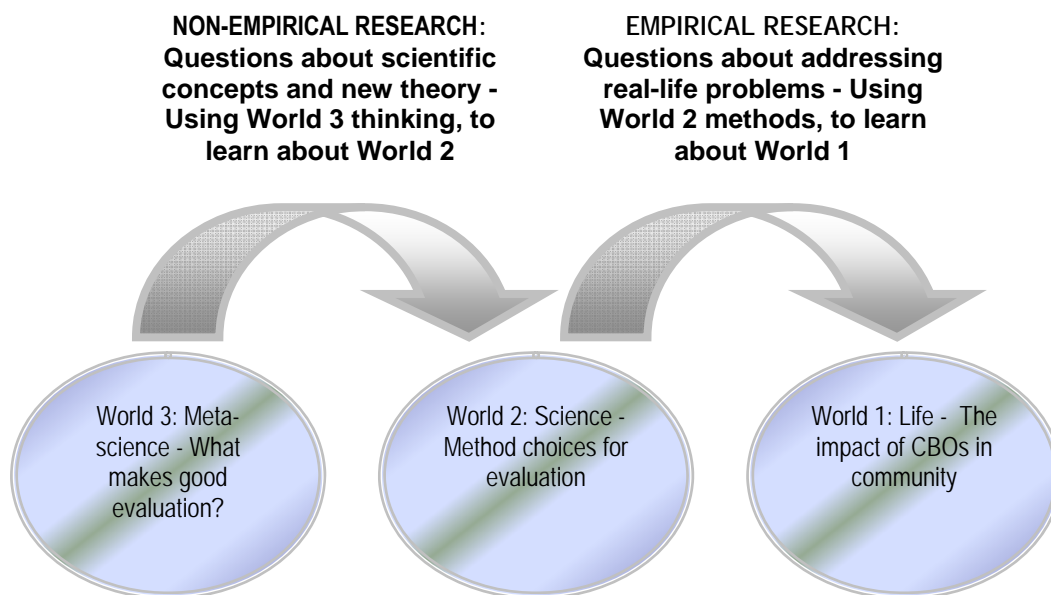 NON-EMPIRICAL RESEARCH:
Questions about scientific
concepts and new theory -
Using World 3 thinking, to
learn about World 2
EMPIRICAL RESEARCH:
Questions about addressing
real-life problems - Using
World 2 methods, to learn
about World 1
World 3: Meta-
science - What
makes good
evaluation?
World 2: Science -
Method choices for
evaluation
World 1: Life -  The
impact of CBOs in
community